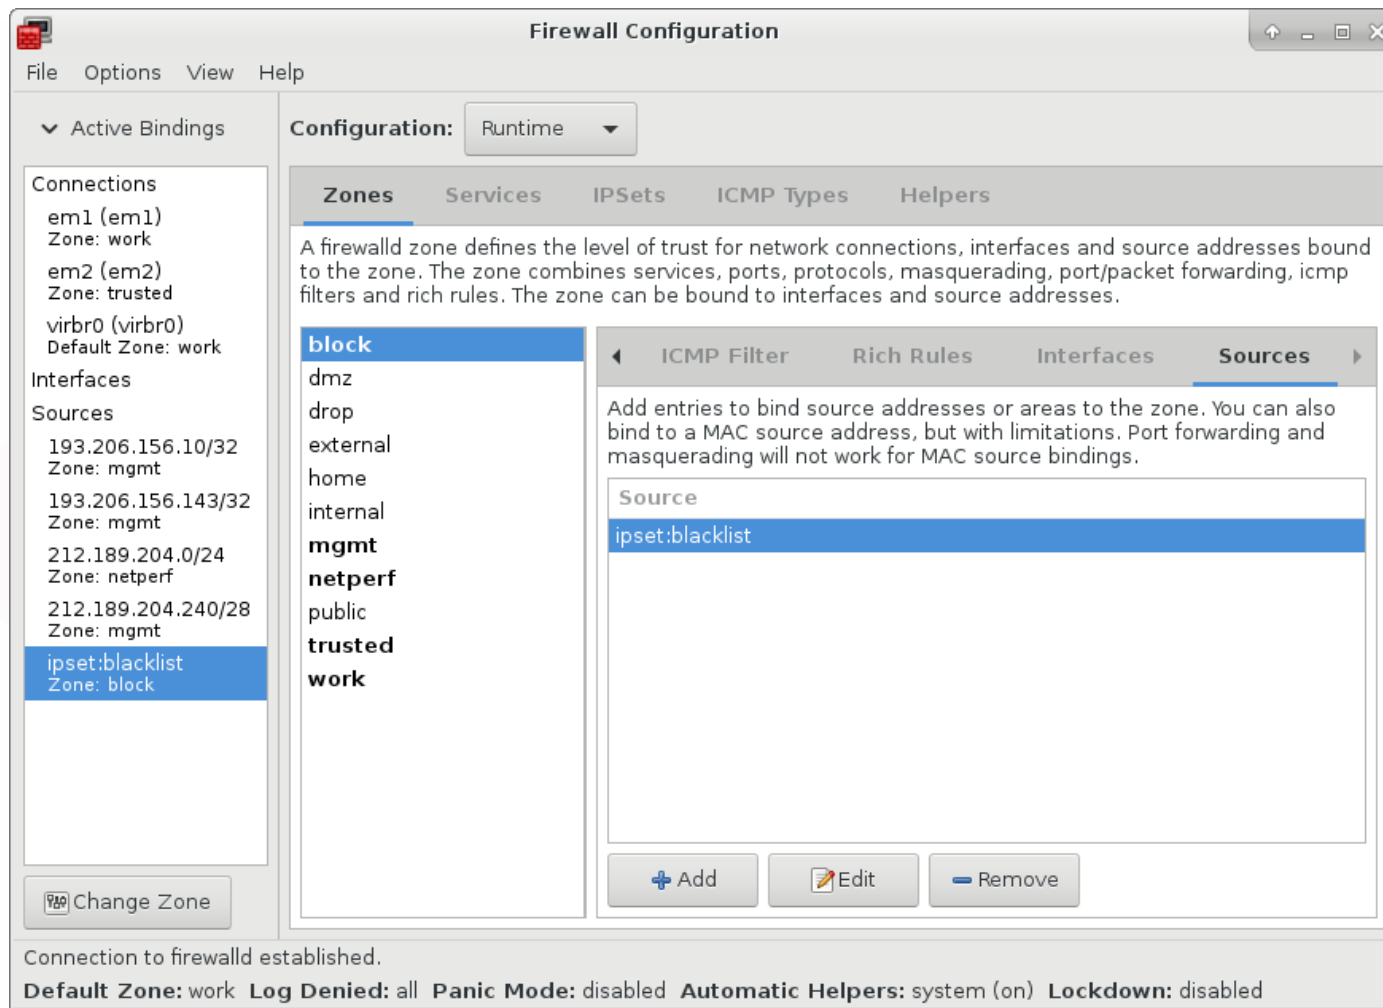 Firewall Configuration
File Options View Help
Active Bindings
Connections
em1 (em1)
Zone: work
em2 (em2)
Zone: trusted
virbr0 (virbr0)
Default Zone: work
Interfaces
Sources
193.206.156.10/32
Zone: mgmt
193.206.156.143/32
Zone: mgmt
212.189.204.0/24
Zone: netperf
212.189.204.240/28
Zone: mgmt
ipset:blacklist
Zone: block
Change Zone
Configuration: Runtime
Zones Services IPSets ICMP Types Helpers
A firewalld zone defines the level of trust for network connections, interfaces and source addresses bound
to the zone. The zone combines services, ports, protocols, masquerading, port/packet forwarding, icmp
filters and rich rules. The zone can be bound to interfaces and source addresses.
block
dmz
drop
external
home
internal
mgmt
netperf
public
trusted
work
ICMP Filter Rich Rules Interfaces Sources
Add entries to bind source addresses or areas to the zone. You can also
bind to a MAC source address, but with limitations. Port forwarding and
masquerading will not work for MAC source bindings.
Source
ipset:blacklist
Add Edit Remove
Connection to firewalld established.
Default Zone: work Log Denied: all Panic Mode: disabled Automatic Helpers: system (on) Lockdown: disabled